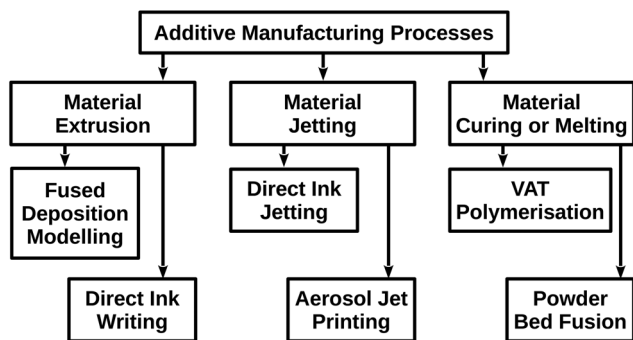 Additive Manufacturing Processes
Material
Extrusion
Material
Jetting
Material
Curing or Melting
Fused
Deposition
Modelling
Direct Ink
Jetting
VAT
Polymerisation
Direct Ink
Writing
Aerosol Jet
Printing
Powder
Bed Fusion